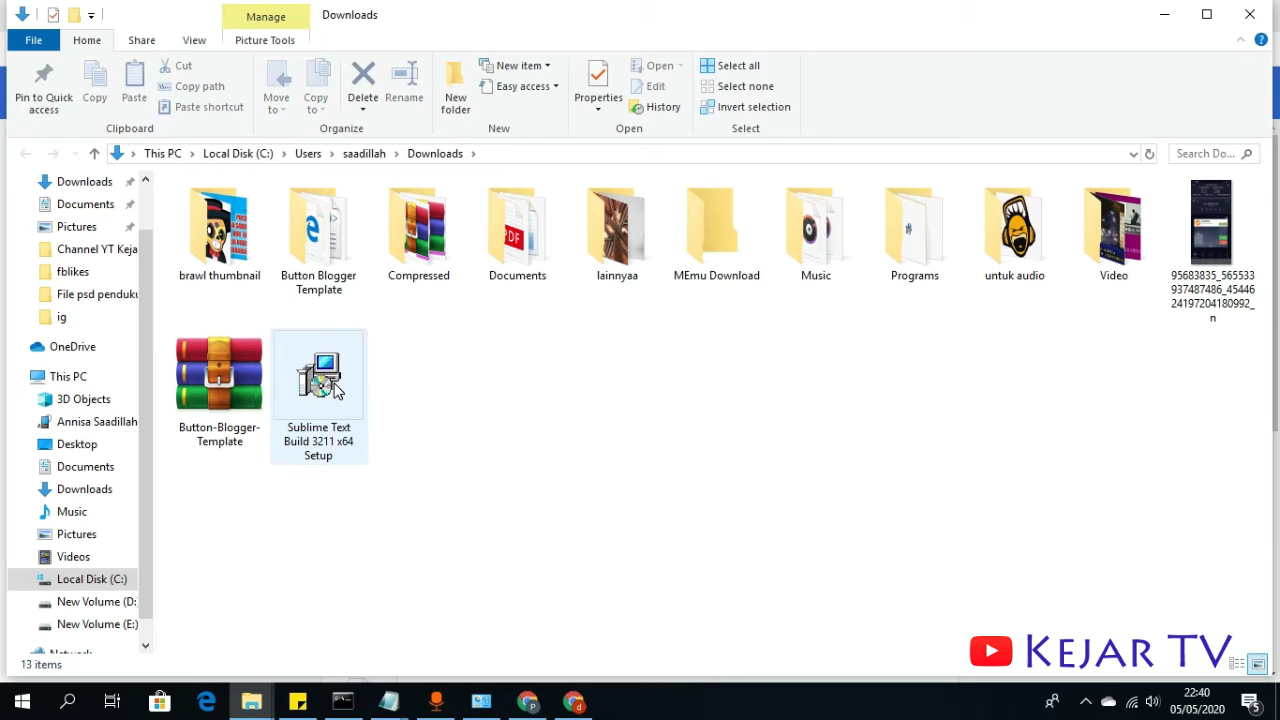 Manage
Downloads
File
Home
Share
View
Picture Tools
Pin to Quick access
Copy
Paste
Cut
Copy path
Paste shortcut
Move to
Copy to
Delete
Rename
New folder
New item
Easy access
Properties
Open
Edit
History
Select all
Select none
Invert selection
Clipboard
Organize
New
Open
Select
This PC > Local Disk (C:) > Users > saadillah > Downloads >
Search Do...
Downloads
Documents
Pictures
Channel YT Keja
fblikes
File psd penduku
ig
OneDrive
This PC
3D Objects
Annisa Saadillah
Desktop
Documents
Downloads
Music
Pictures
Videos
Local Disk (C:)
New Volume (D:
New Volume (E:)
Network
brawl thumbnail
Button Blogger
Template
Compressed
Documents
lainnyaa
MEmu Download
Music
Programs
untuk audio
Video
95683835_565533
937487486_45446
24197204180992_
n
Button-Blogger-
Template
Sublime Text
Build 3211 x64
Setup
PDF
13 items
KEJAR TV
22:40
05/05/2020
5